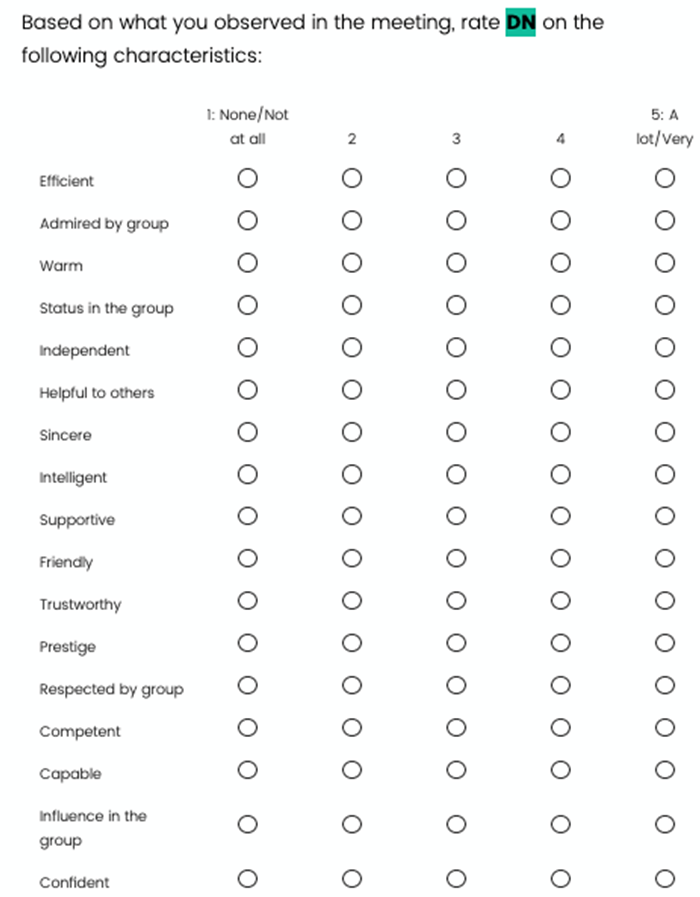 Based on what you observed in the meeting, rate DN on the
following characteristics:
1: None/Not
at all
2
3
4
5: A
lot/Very
Efficient
Admired by group
Warm
Status in the group
Independent
Helpful to others
Sincere
Intelligent
Supportive
Friendly
Trustworthy
Prestige
Respected by group
Competent
Capable
Influence in the
group
Confident